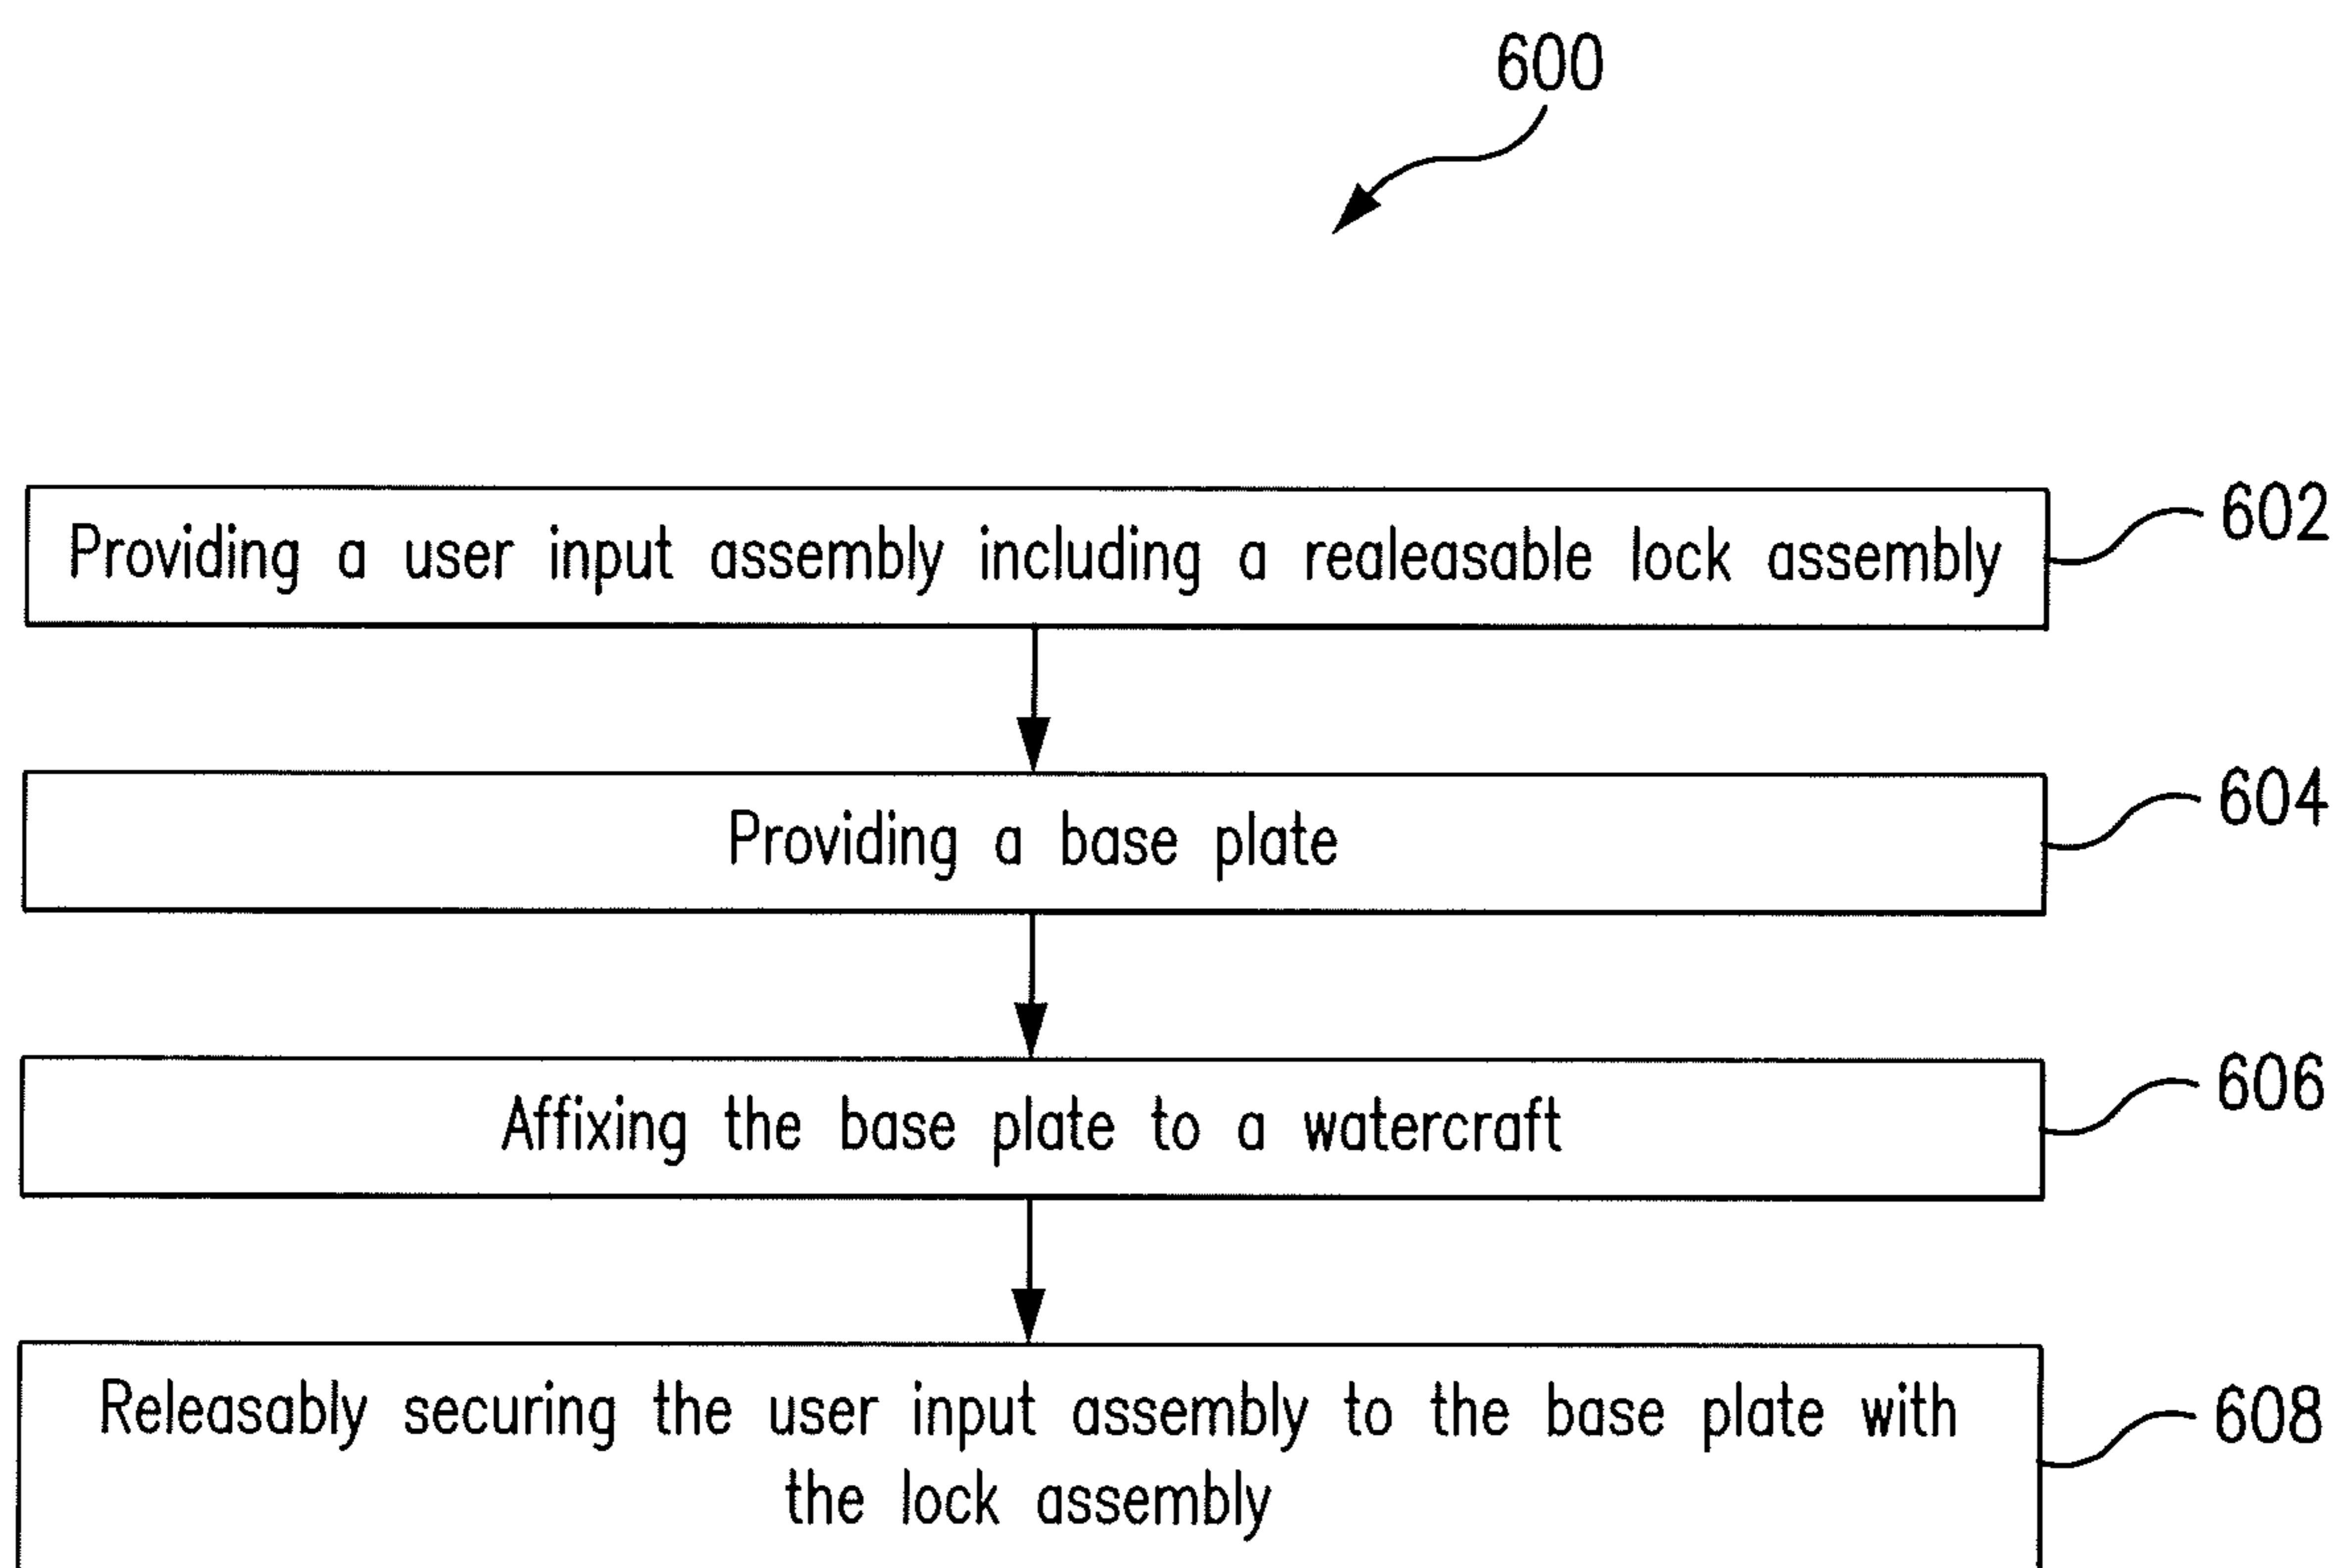 600
Providing a user input assembly including a realeasable lock assembly
602
Providing a base plate
604
Affixing the base plate to a watercraft
606
Releasably securing the user input assembly to the base plate with
the lock assembly
608